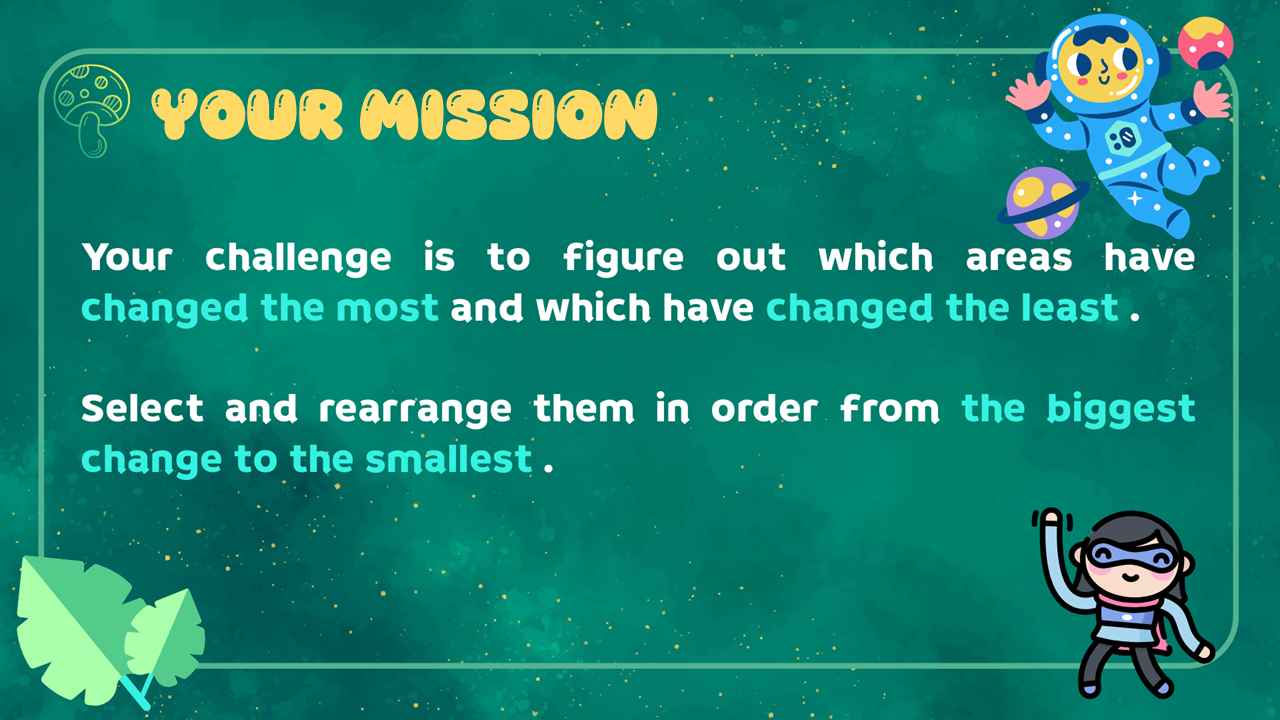 YOUR MISSION
Your challenge is to figure out which areas have
changed the most and which have changed the least .
Select and rearrange them in order from the biggest
change to the smallest .